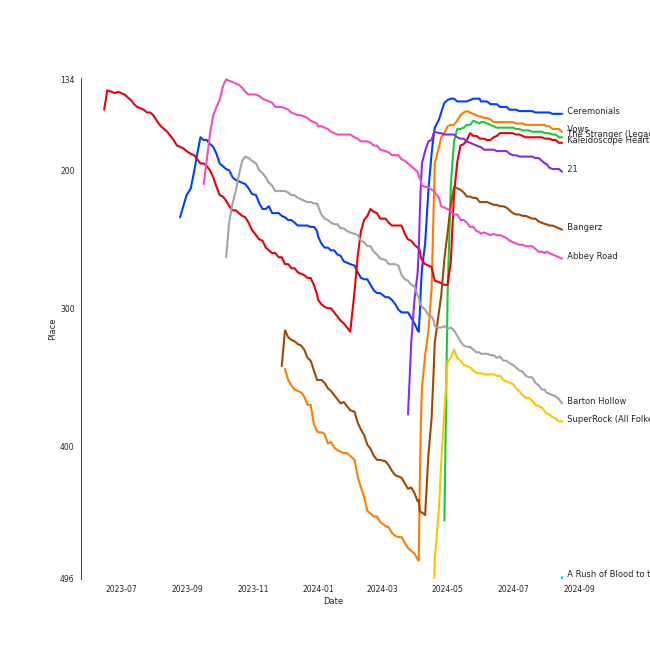 134
200
300
400
496
Place
2023-07
2023-09
2023-11
2024-01
2024-03
2024-05
2024-07
2024-09
Date
Ceremonials
Vows
The Stranger (Legac
Kaleidoscope Heart
21
Bangerz
Abbey Road
Barton Hollow
SuperRock (All Folke
A Rush of Blood to t